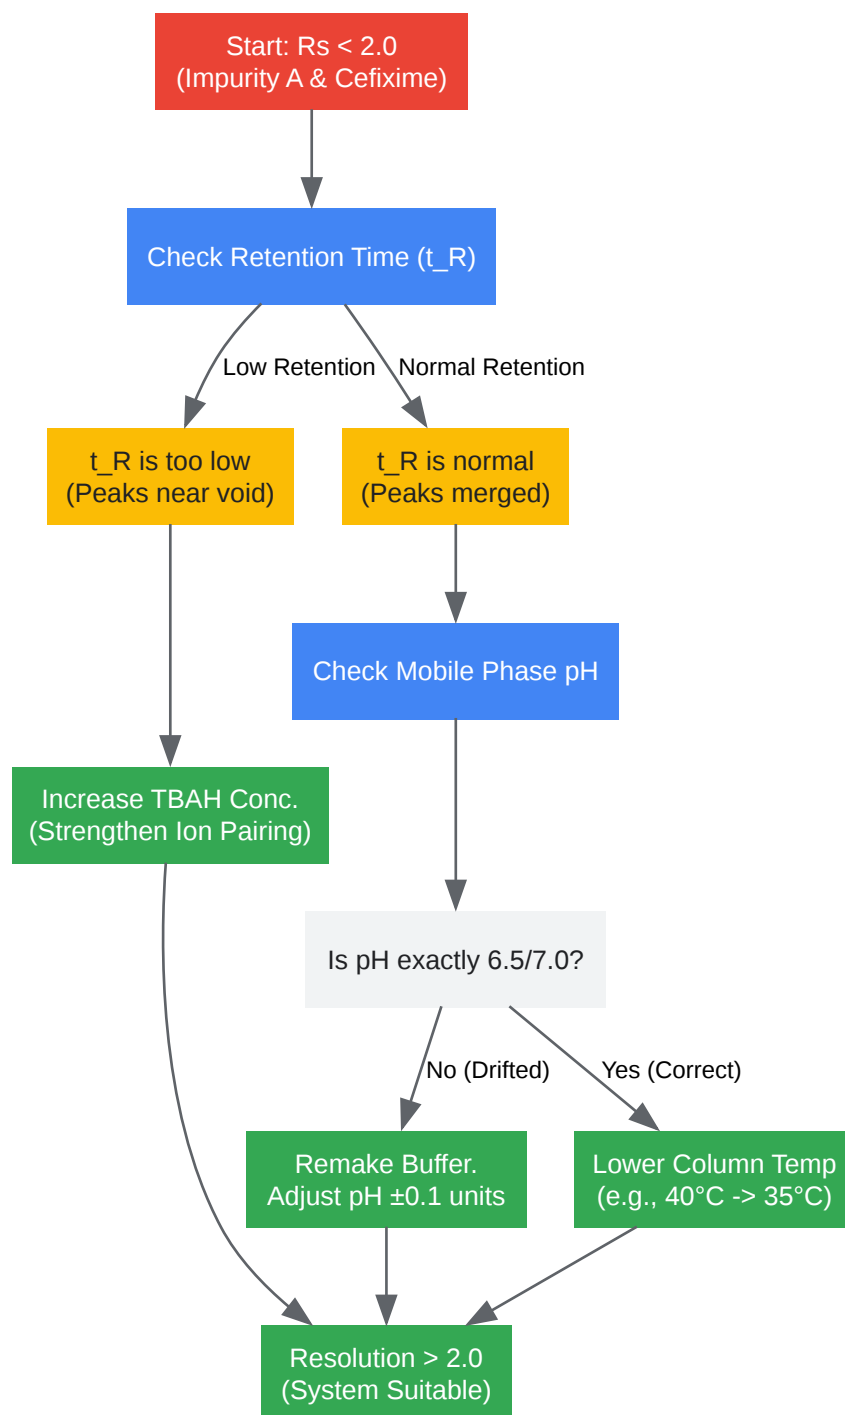 Start: Rs < 2.0
(Impurity A & Cefixime)
Check Retention Time (t_R)
Low Retention
Normal Retention
t_R is too low
(Peaks near void)
t_R is normal
(Peaks merged)
Check Mobile Phase pH
Increase TBAH Conc.
(Strengthen Ion Pairing)
Is pH exactly 6.5/7.0?
No (Drifted)
Yes (Correct)
Remake Buffer.
Adjust pH ±0.1 units
Lower Column Temp
(e.g., 40°C -> 35°C)
Resolution > 2.0
(System Suitable)